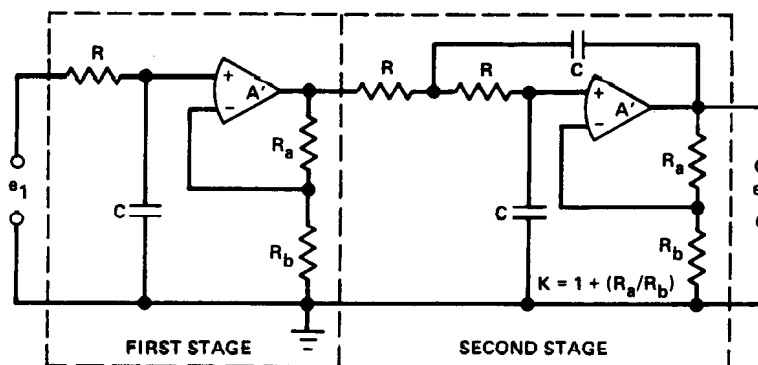 R
+
A'
−
R
R
C
+
A'
−
Ra
Ra
e1
C
C
Rb
Rb
K = 1 + (Ra/Rb)
e
FIRST STAGE
SECOND STAGE